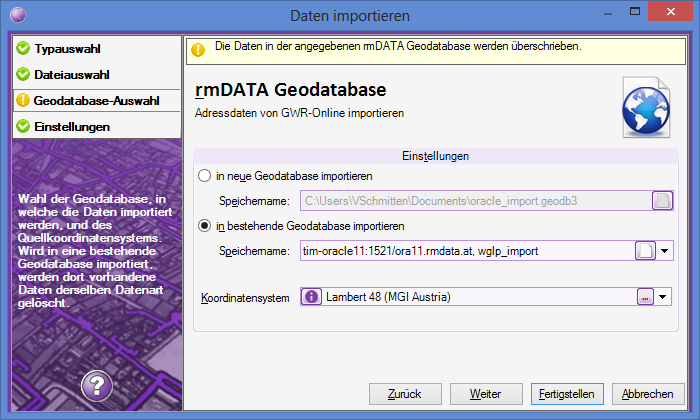 Daten importieren
Typauswahl
Dateiauswahl
Geodatabase-Auswahl
Einstellungen
Wahl der Geodatabase, in
welche die Daten importiert
werden, und des
Quellkoordinatensystems.
Wird in eine bestehende
Geodatabase importiert,
werden dort vorhandene
Daten derselben Datenart
gelöscht.
?
Die Daten in der angegebenen rmDATA Geodatabase werden überschrieben.
rmDATA Geodatabase
Adressdaten von GWR-Online importieren
Einstellungen
in neue Geodatabase importieren
Speichername: C:\Users\VSchmitten\Documents\oracle_import.geodb3
in bestehende Geodatabase importieren
Speichername: tim-oracle11:1521/ora11.rmdata.at, wglp_import
Koordinatensystem Lambert 48 (MGI Austria) ...
Zurück Weiter Fertigstellen Abbrechen